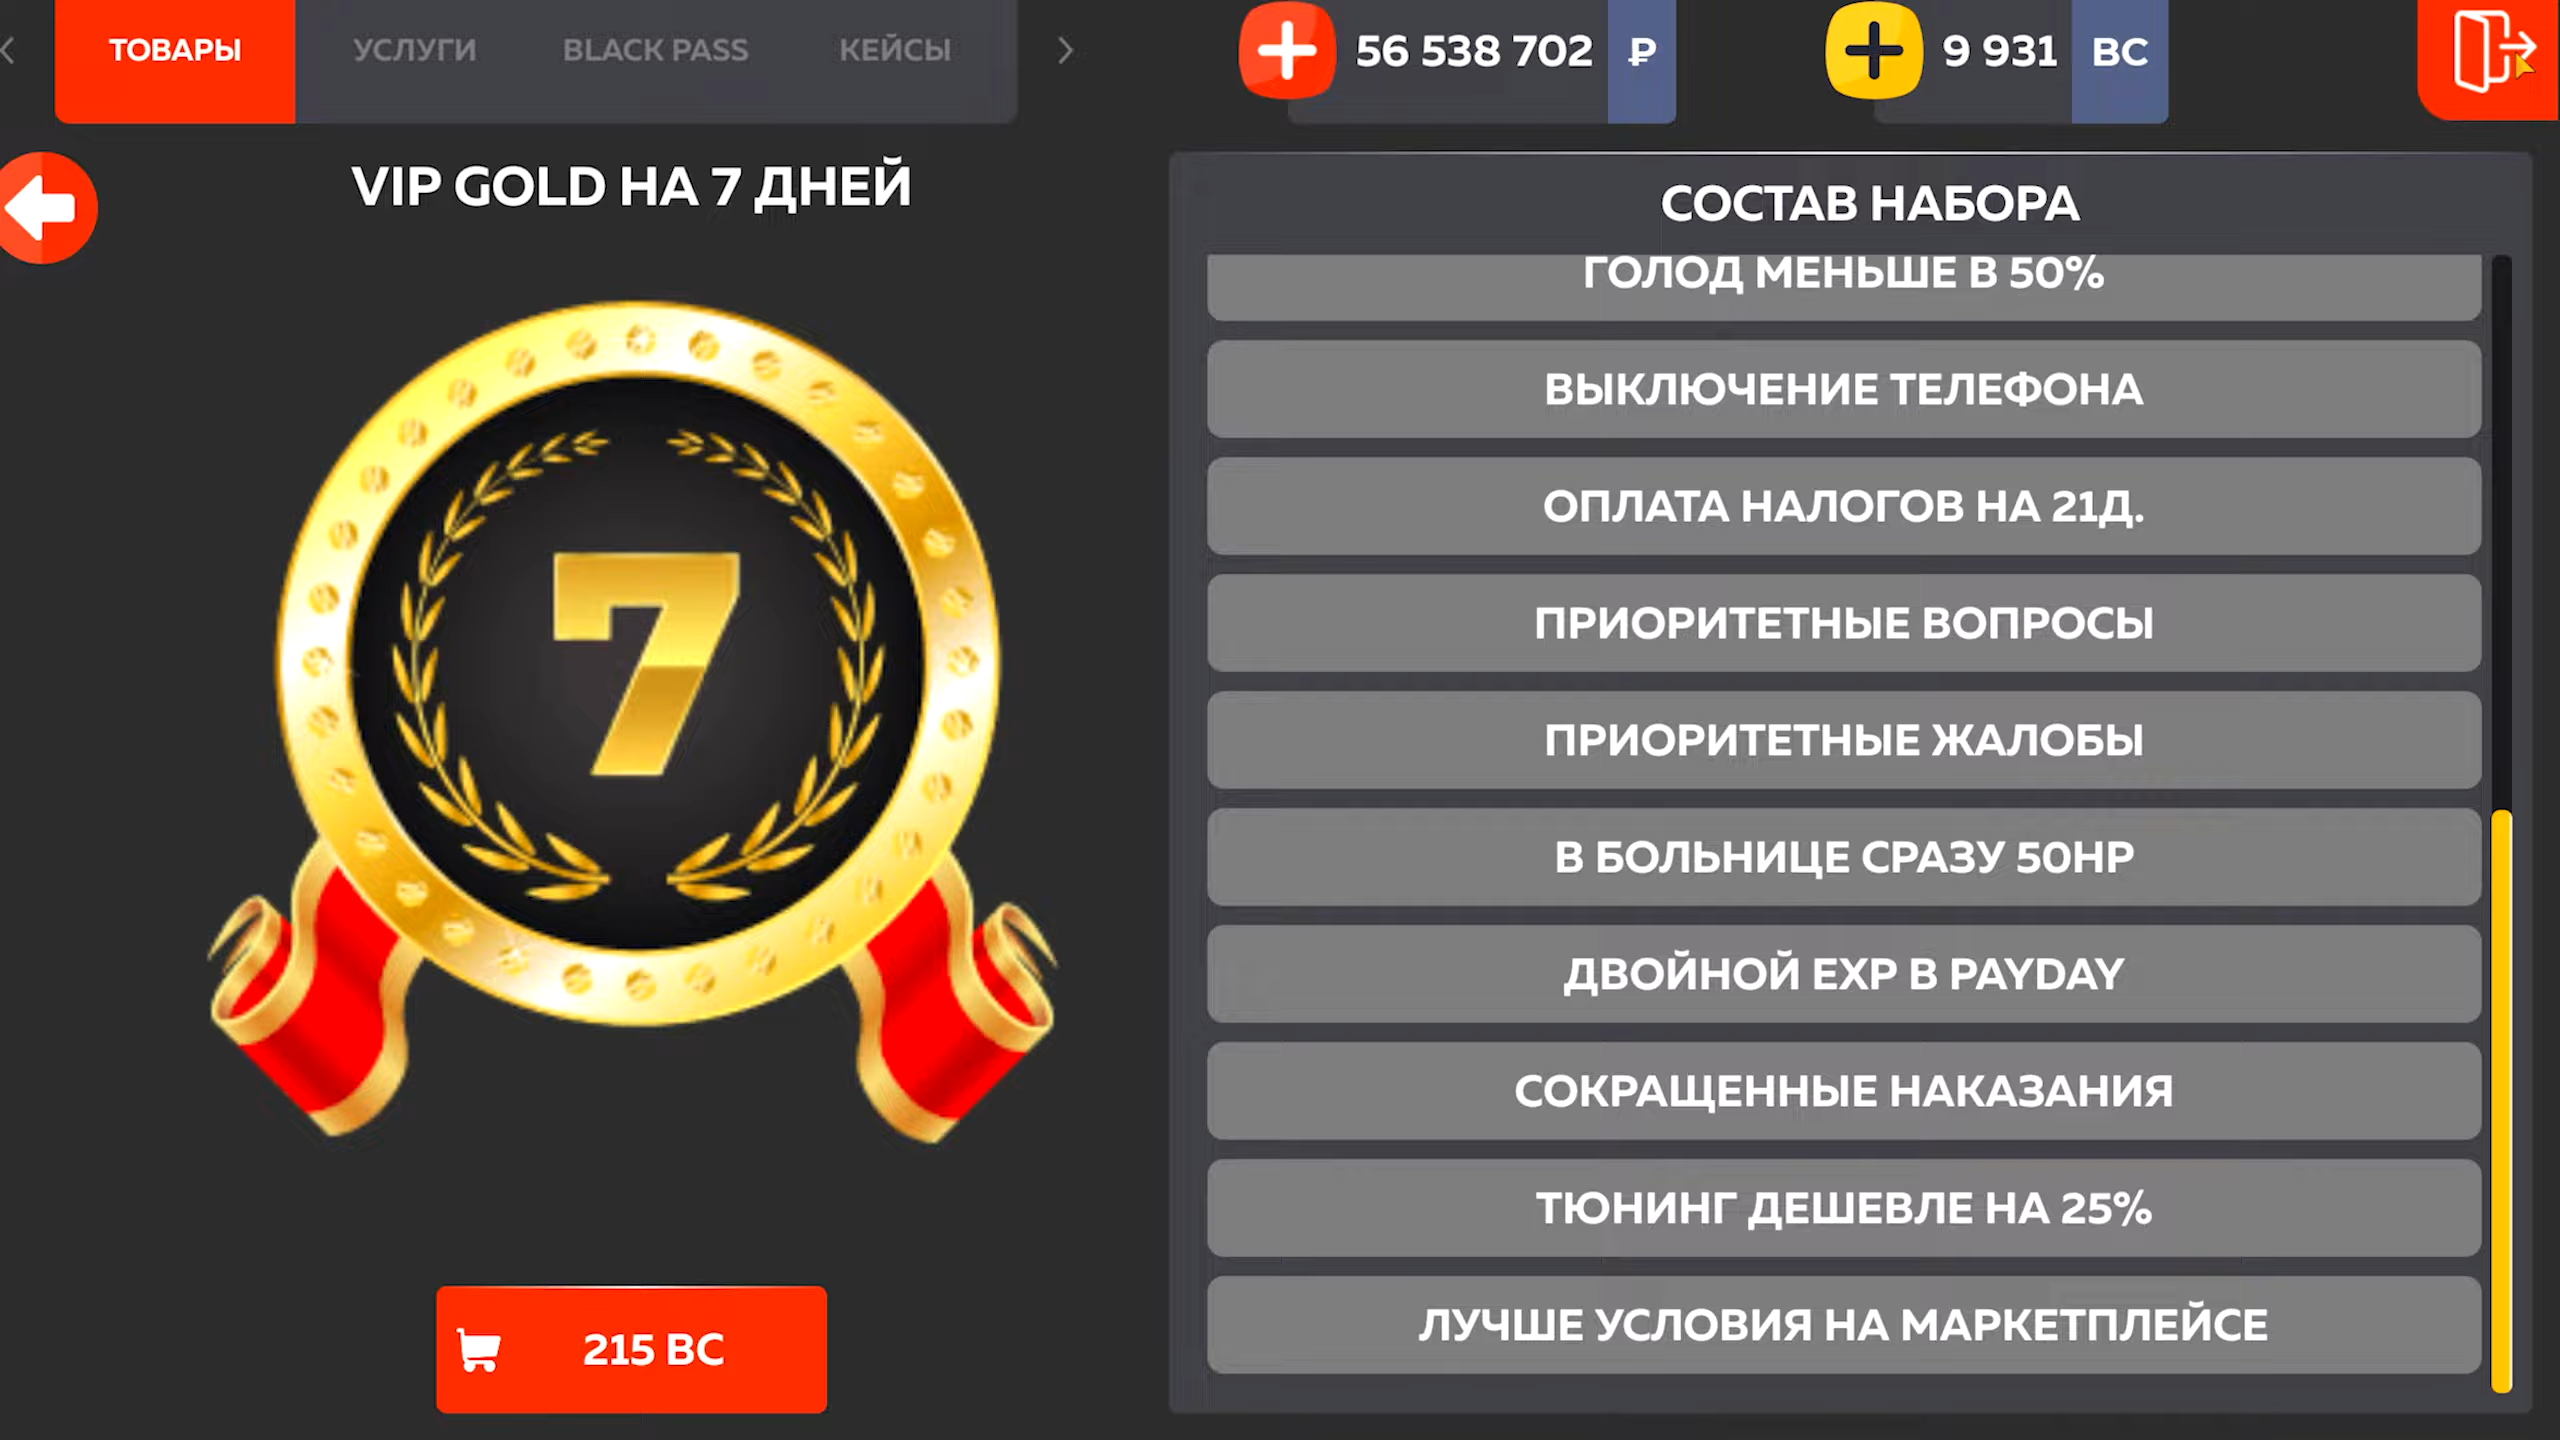 ТОВАРЫ
УСЛУГИ
BLACK PASS
КЕЙСЫ
56 538 702 ₽
9 931 BC
VIP GOLD НА 7 ДНЕЙ
7
215 BC
СОСТАВ НАБОРА
ГОЛОД МЕНЬШЕ В 50%
ВЫКЛЮЧЕНИЕ ТЕЛЕФОНА
ОПЛАТА НАЛОГОВ НА 21Д.
ПРИОРИТЕТНЫЕ ВОПРОСЫ
ПРИОРИТЕТНЫЕ ЖАЛОБЫ
В БОЛЬНИЦЕ СРАЗУ 50HP
ДВОЙНОЙ EXP В PAYDAY
СОКРАЩЕННЫЕ НАКАЗАНИЯ
ТЮНИНГ ДЕШЕВЛЕ НА 25%
ЛУЧШЕ УСЛОВИЯ НА МАРКЕТПЛЕЙСЕ